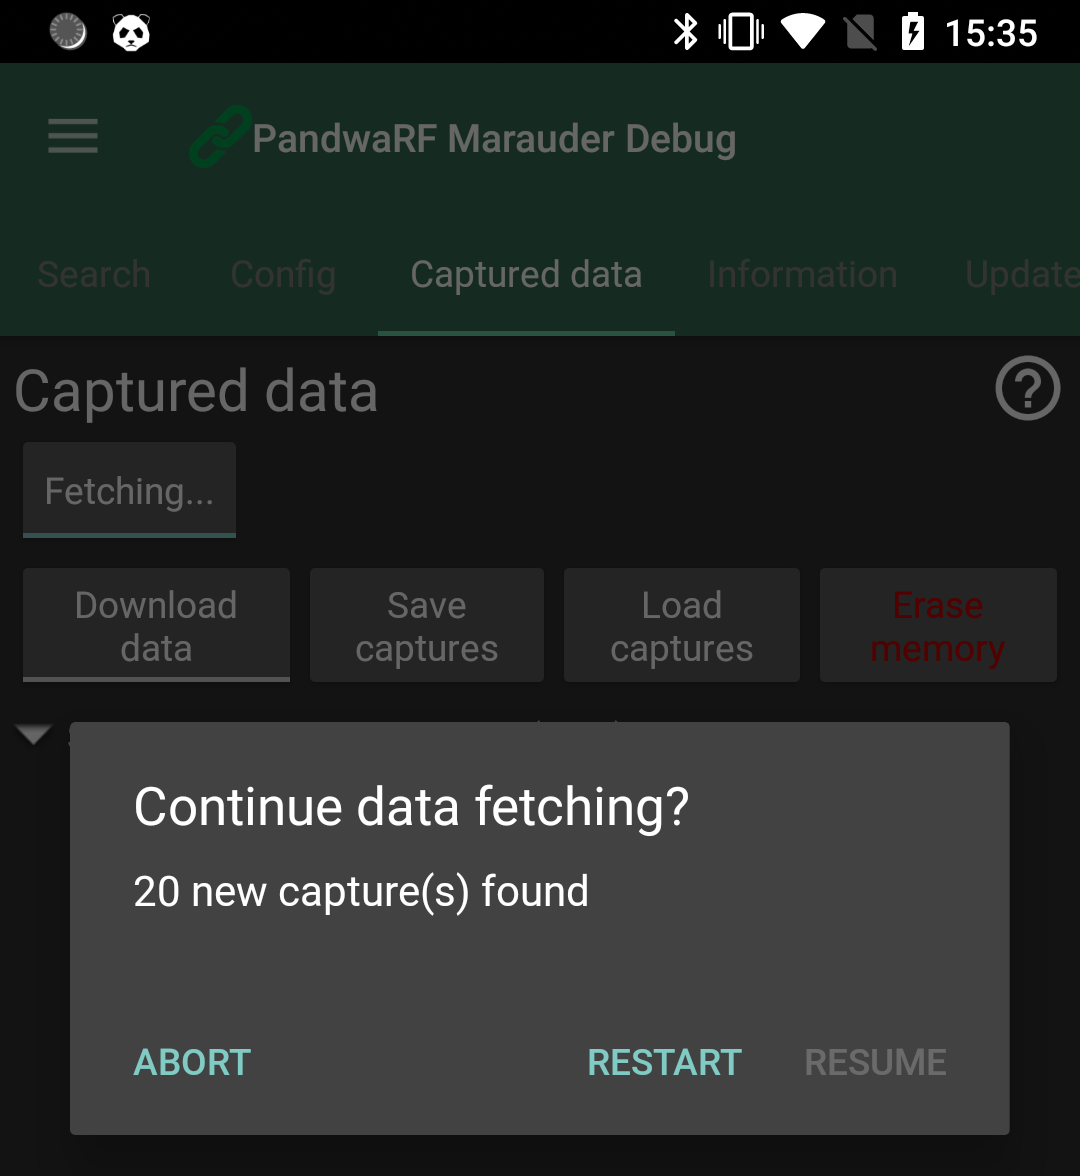 15:35
PandwaRF Marauder Debug
Search Config Captured data Information Update
Captured data
Fetching...
Download
data
Save
captures
Load
captures
Erase
memory
Continue data fetching?
20 new capture(s) found
ABORT RESTART RESUME